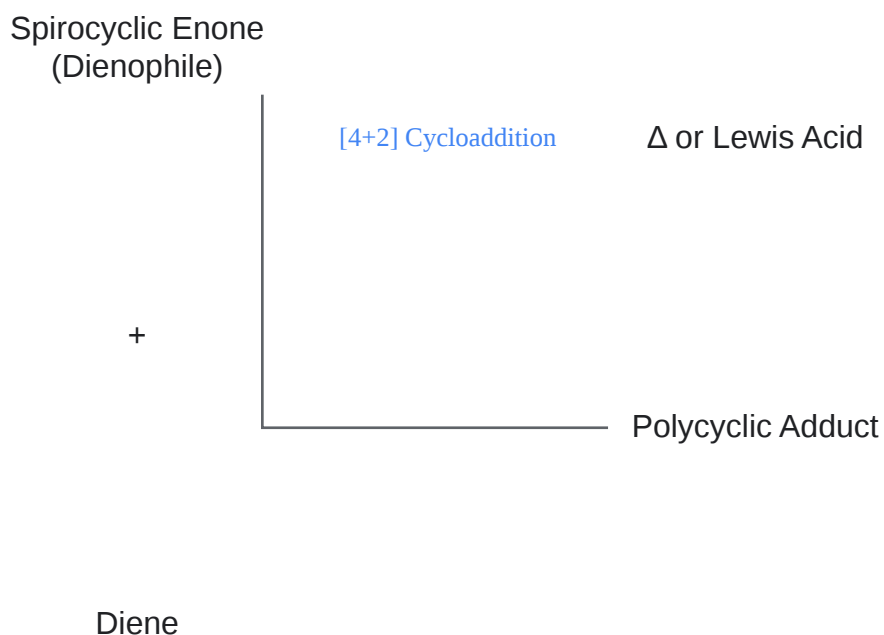 Spirocyclic Enone
(Dienophile)
[4+2] Cycloaddition
Δ or Lewis Acid
+
Polycyclic Adduct
Diene